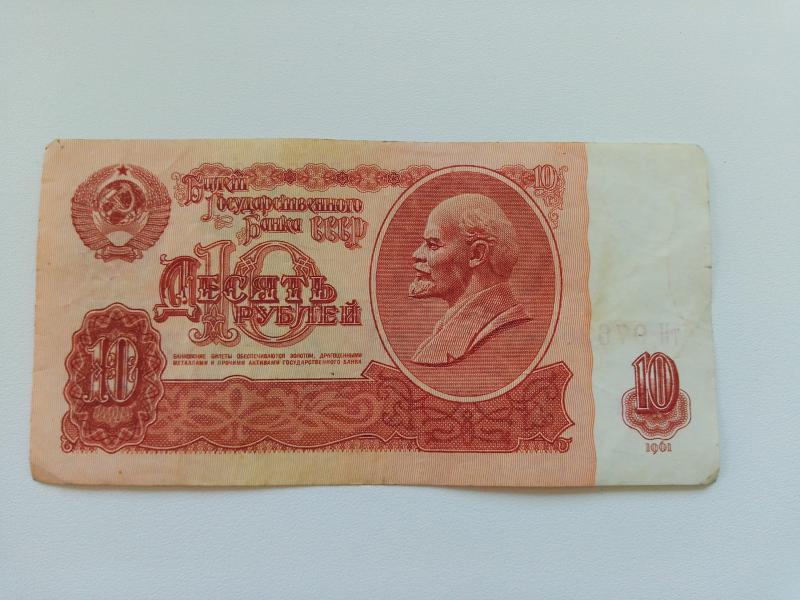 10
Билет
Государственного
Банка СССР
10
Десять
Рублей
БАНКОВСКИЕ БИЛЕТЫ ОБЕСПЕЧИВАЮТСЯ ЗОЛОТОМ, ДРАГОЦЕННЫМИ
МЕТАЛЛАМИ И ПРОЧИМИ АКТИВАМИ ГОСУДАРСТВЕННОГО БАНКА
10
10
1961